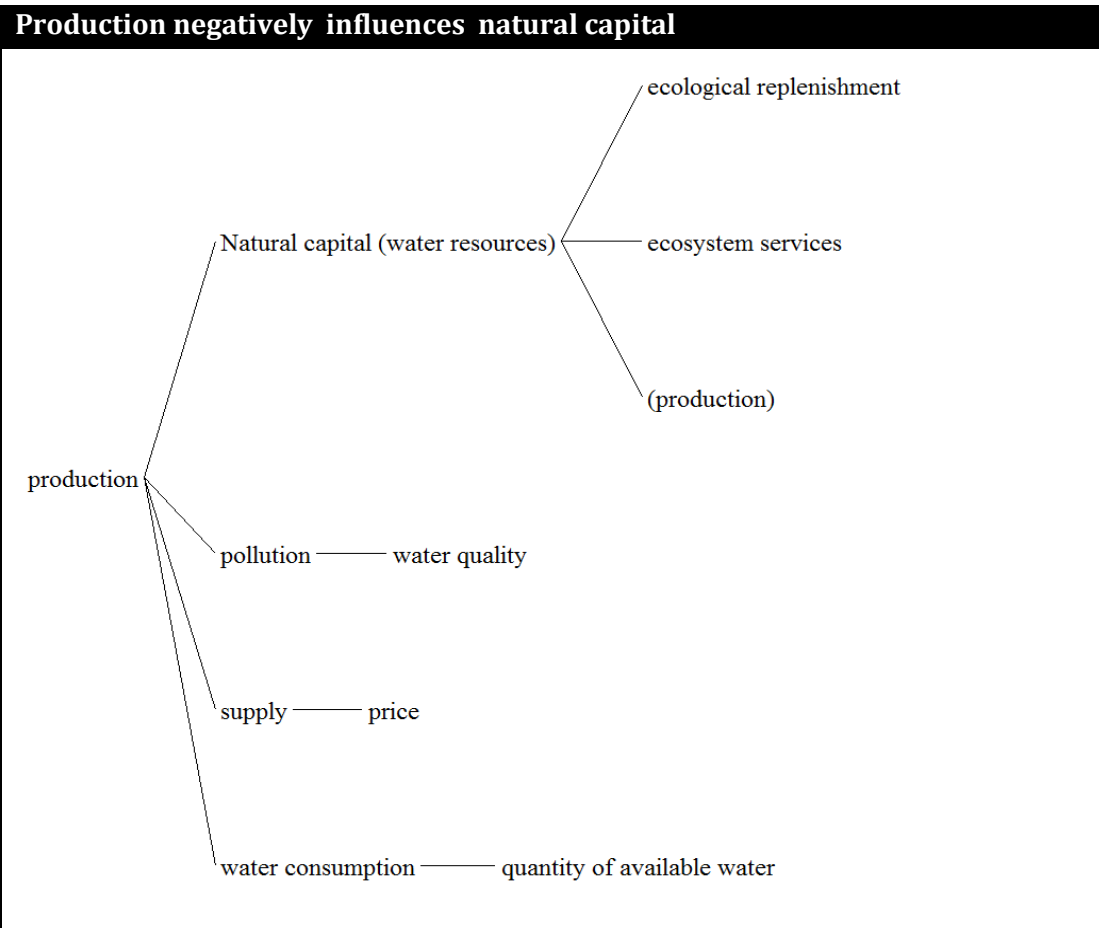 Production negatively influences natural capital
ecological replenishment
Natural capital (water resources)
ecosystem services
(production)
production
pollution
water quality
supply
price
water consumption
quantity of available water